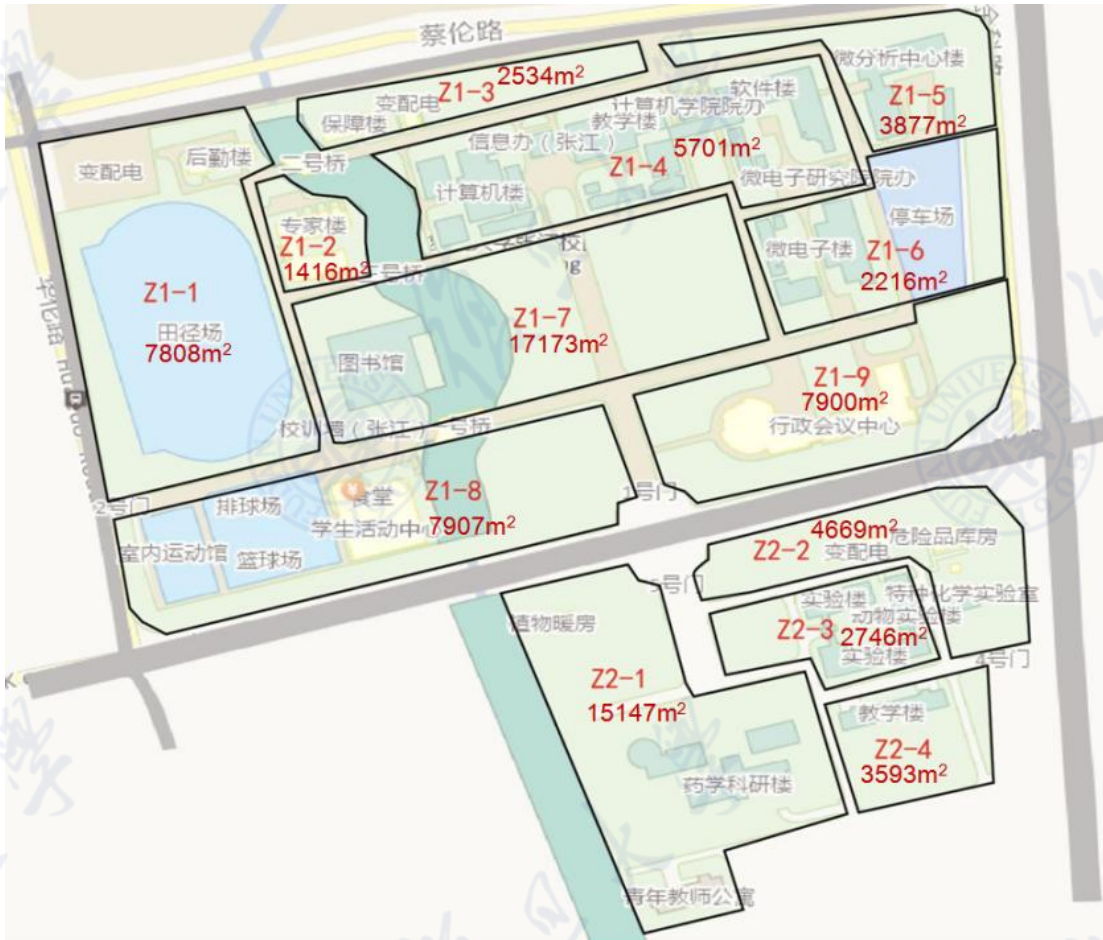 蔡伦路
微分析中心楼
2534m²
变配电
Z1-3
软件楼
Z1-5
计算机学院院办
保障楼
教学楼
3877m²
信息办（张江）
5701m²
后勤楼
二号桥
Z1-4
变配电
微电子研究院院办
计算机楼
停车场
专家楼
Z1-2
微电子楼
Z1-6
1416m²
2216m²
Z1-1
Z1-7
田径场
17173m²
7808m²
图书馆
华佗路
Z1-9
7900m²
校训墙（张江）
一号桥
行政会议中心
Z1-8
1号门
2号门
排球场
食堂
学生活动中心
7907m²
室内运动馆
篮球场
4669m²
危险品库房
Z2-2
变配电
5号门
特种化学实验室
实验楼
动物实验楼
植物暖房
Z2-3
2746m²
实验楼
4号门
Z2-1
15147m²
教学楼
Z2-4
3593m²
药学科研楼
青年教师公寓